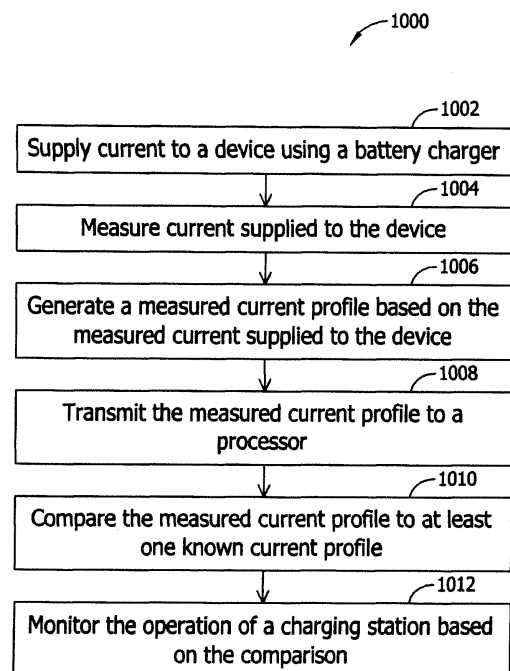 1000
1002
Supply current to a device using a battery charger
1004
Measure current supplied to the device
1006
Generate a measured current profile based on the
measured current supplied to the device
1008
Transmit the measured current profile to a
processor
1010
Compare the measured current profile to at least
one known current profile
1012
Monitor the operation of a charging station based
on the comparison